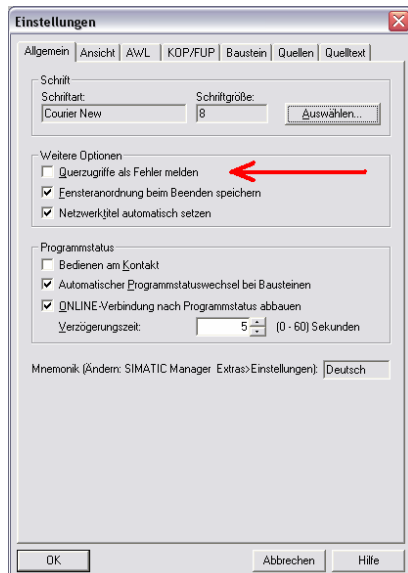 Einstellungen
Allgemein Ansicht AWL KOP/FUP Baustein Quellen Quelltext
Schrift
Schriftart: Schriftgröße:
Courier New 8 Auswählen...
Weitere Optionen
Querzugriffe als Fehler melden
Fensteranordnung beim Beenden speichern
Netzwerktitel automatisch setzen
Programmstatus
Bedienen am Kontakt
Automatischer Programmstatuswechsel bei Bausteinen
ONLINE-Verbindung nach Programmstatus abbauen
Verzögerungszeit: 5 (0 - 60) Sekunden
Mnemonik (Ändern: SIMATIC Manager Extras>Einstellungen): Deutsch
OK Abbrechen Hilfe